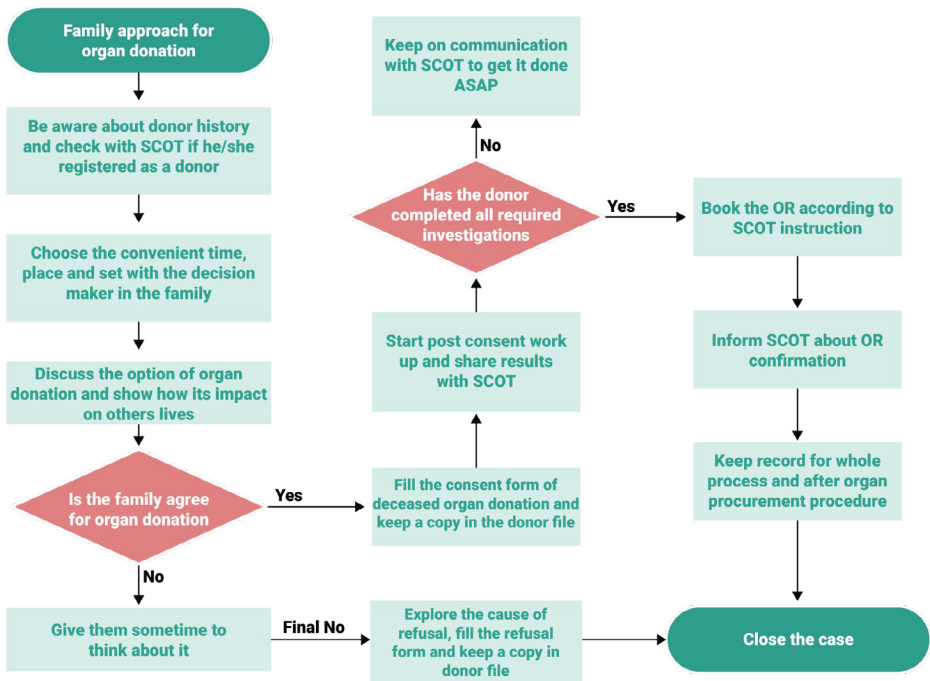 Family approach for
organ donation
Be aware about donor history
and check with SCOT if he/she
registered as a donor
Choose the convenient time,
place and set with the decision
maker in the family
Discuss the option of organ
donation and show how its impact
on others lives
Is the family agree
for organ donation
Yes
No
Give them sometime to
think about it
Final No
Explore the cause of
refusal, fill the refusal
form and keep a copy in
donor file
Fill the consent form of
deceased organ donation and
keep a copy in the donor file
Start post consent work
up and share results
with SCOT
Has the donor
completed all required
investigations
No
Keep on communication
with SCOT to get it done
ASAP
Yes
Book the OR according to
SCOT instruction
Inform SCOT about OR
confirmation
Keep record for whole
process and after organ
procurement procedure
Close the case